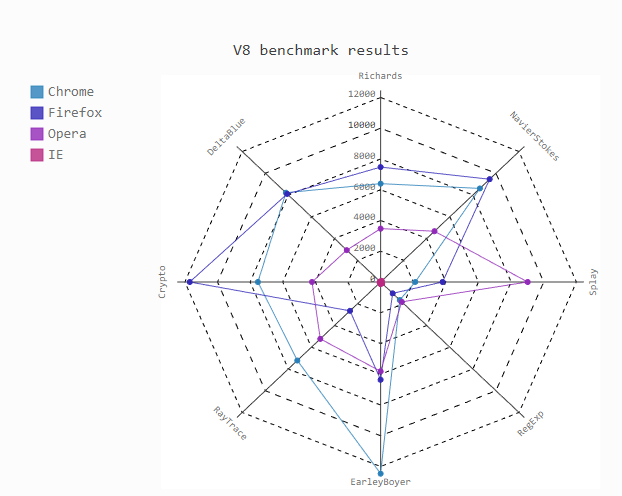 V8 benchmark results
Richards
Chrome
Firefox
Opera
IE
12000
10000
8000
6000
4000
2000
0
DeltaBlue
NavierStokes
Crypto
Splay
RayTrace
RegExp
EarleyBoyer